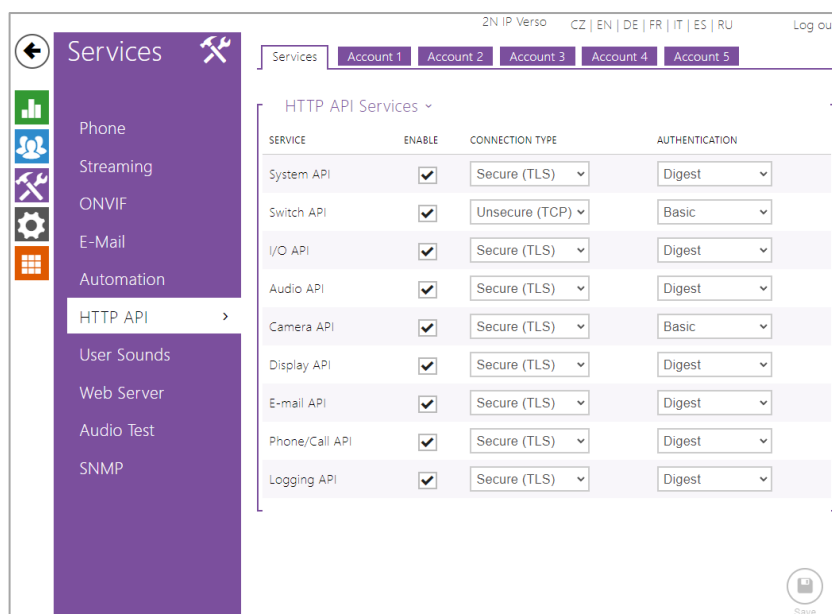 2N IP Verso CZ | EN | DE | FR | IT | ES | RU Log ou
Services
Services Account 1 Account 2 Account 3 Account 4 Account 5
Phone
Streaming
ONVIF
E-Mail
Automation
HTTP API
User Sounds
Web Server
Audio Test
SNMP
HTTP API Services
SERVICE ENABLE CONNECTION TYPE AUTHENTICATION
System API Secure (TLS) Digest
Switch API Unsecure (TCP) Basic
I/O API Secure (TLS) Digest
Audio API Secure (TLS) Digest
Camera API Secure (TLS) Basic
Display API Secure (TLS) Digest
E-mail API Secure (TLS) Digest
Phone/Call API Secure (TLS) Digest
Logging API Secure (TLS) Digest
Save